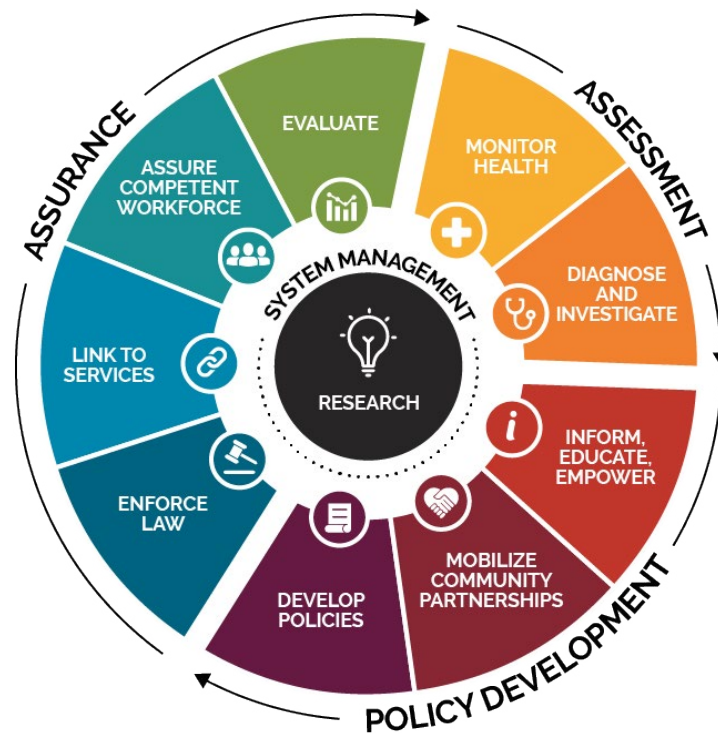 ASSURANCE
ASSESSMENT
POLICY DEVELOPMENT
EVALUATE
MONITOR
HEALTH
DIAGNOSE
AND
INVESTIGATE
INFORM,
EDUCATE,
EMPOWER
MOBILIZE
COMMUNITY
PARTNERSHIPS
DEVELOP
POLICIES
ENFORCE
LAW
LINK TO
SERVICES
ASSURE
COMPETENT
WORKFORCE
SYSTEM MANAGEMENT
RESEARCH
i